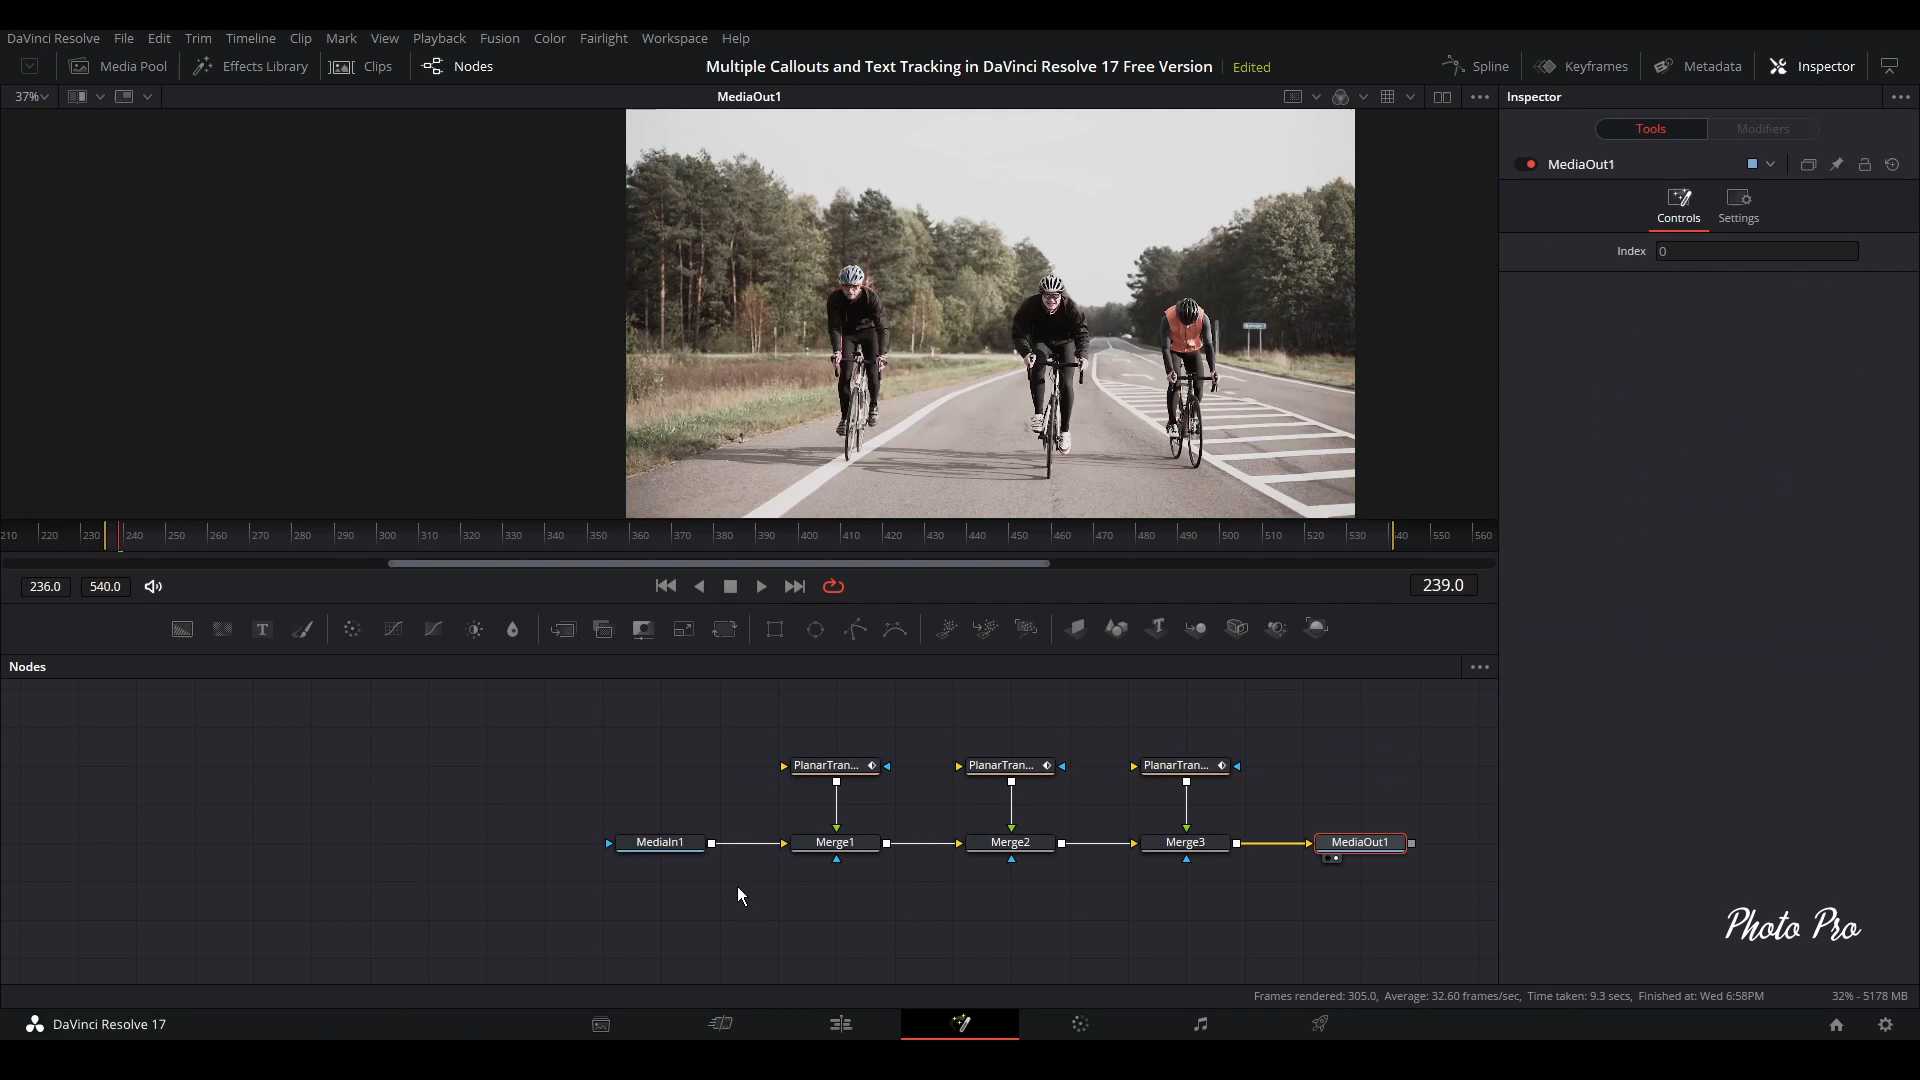 DaVinci Resolve File Edit Trim Timeline Clip Mark View Playback Fusion Color Fairlight Workspace Help
Media Pool Effects Library Clips Nodes Multiple Callouts and Text Tracking in DaVinci Resolve 17 Free Version Edited Spline Keyframes Metadata Inspector
37% MediaOut1 Inspector
Tools Modifiers
MediaOut1
Controls Settings
Index 0
210 220 230 240 250 260 270 280 290 300 310 320 330 340 350 360 370 380 390 400 410 420 430 440 450 460 470 480 490 500 510 520 530 540 550 560
236.0 540.0 239.0
Nodes
PlanarTran... PlanarTran... PlanarTran...
MediaIn1 Merge1 Merge2 Merge3 MediaOut1
Photo Pro
Frames rendered: 305.0, Average: 32.60 frames/sec, Time taken: 9.3 secs, Finished at: Wed 6:58PM 32% - 5178 MB
DaVinci Resolve 17